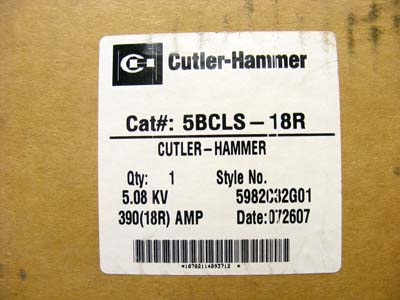 Cutler-Hammer
Cat#: 5BCLS-18R
CUTLER-HAMMER
Qty: 1 Style No.
5.08 KV 5982C32G01
390(18R) AMP Date: 072607
*10782114893712*